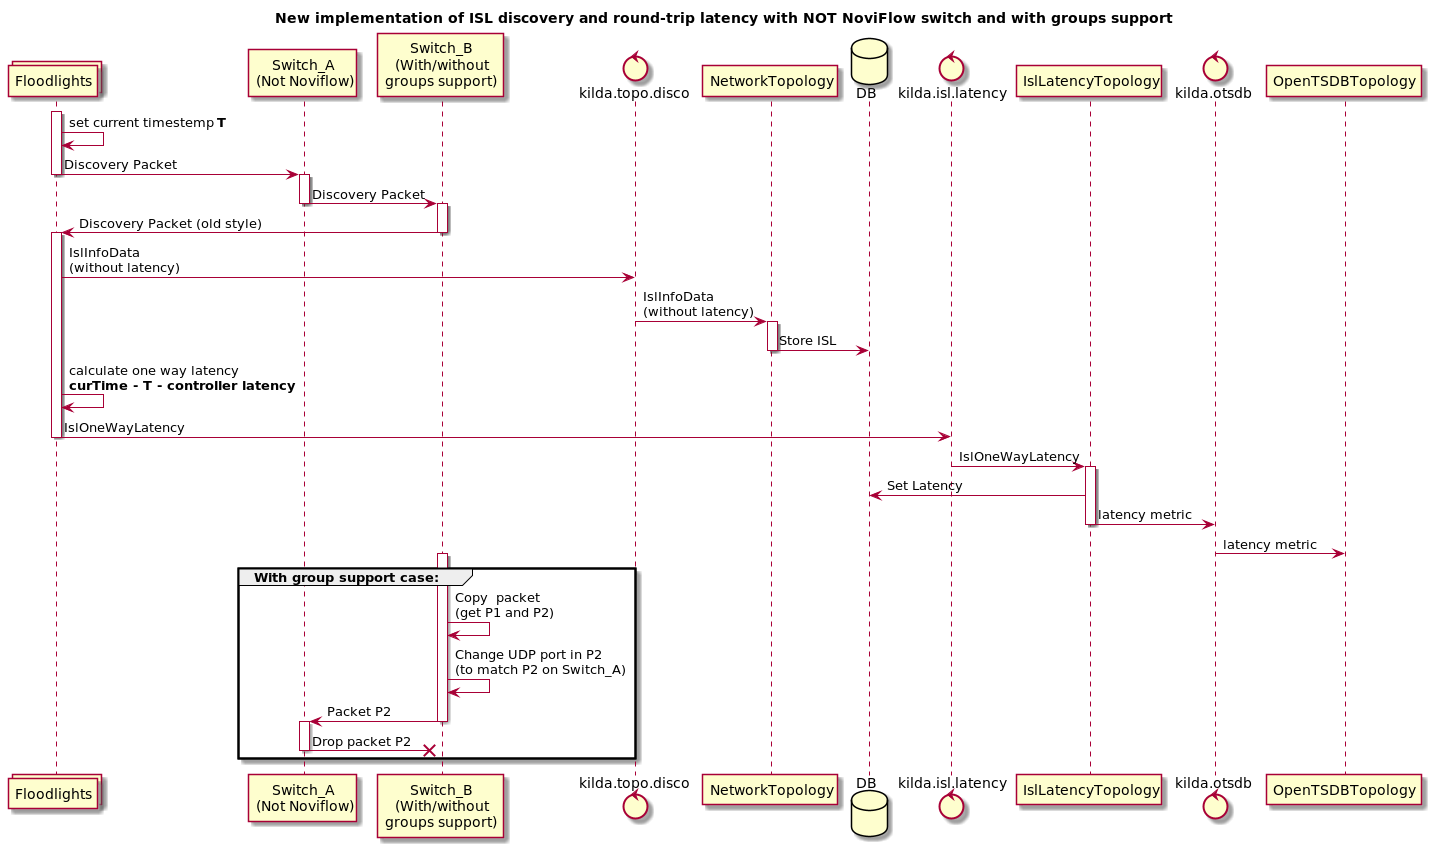 New implementation of ISL discovery and round-trip latency with NOT NoviFlow switch and with groups support
Floodlights
Switch_A
(Not Noviflow)
Switch_B
(With/without
groups support)
kilda.topo.disco
NetworkTopology
DB
kilda.isl.latency
IslLatencyTopology
kilda.otsdb
OpenTSDBTopology
set current timestemp T
Discovery Packet
Discovery Packet
Discovery Packet (old style)
IslInfoData
(without latency)
IslInfoData
(without latency)
Store ISL
calculate one way latency
curTime - T - controller latency
IslOneWayLatency
IslOneWayLatency
Set Latency
latency metric
latency metric
With group support case:
Copy  packet
(get P1 and P2)
Change UDP port in P2
(to match P2 on Switch_A)
Packet P2
Drop packet P2
Floodlights
Switch_A
(Not Noviflow)
Switch_B
(With/without
groups support)
kilda.topo.disco
NetworkTopology
DB
kilda.isl.latency
IslLatencyTopology
kilda.otsdb
OpenTSDBTopology